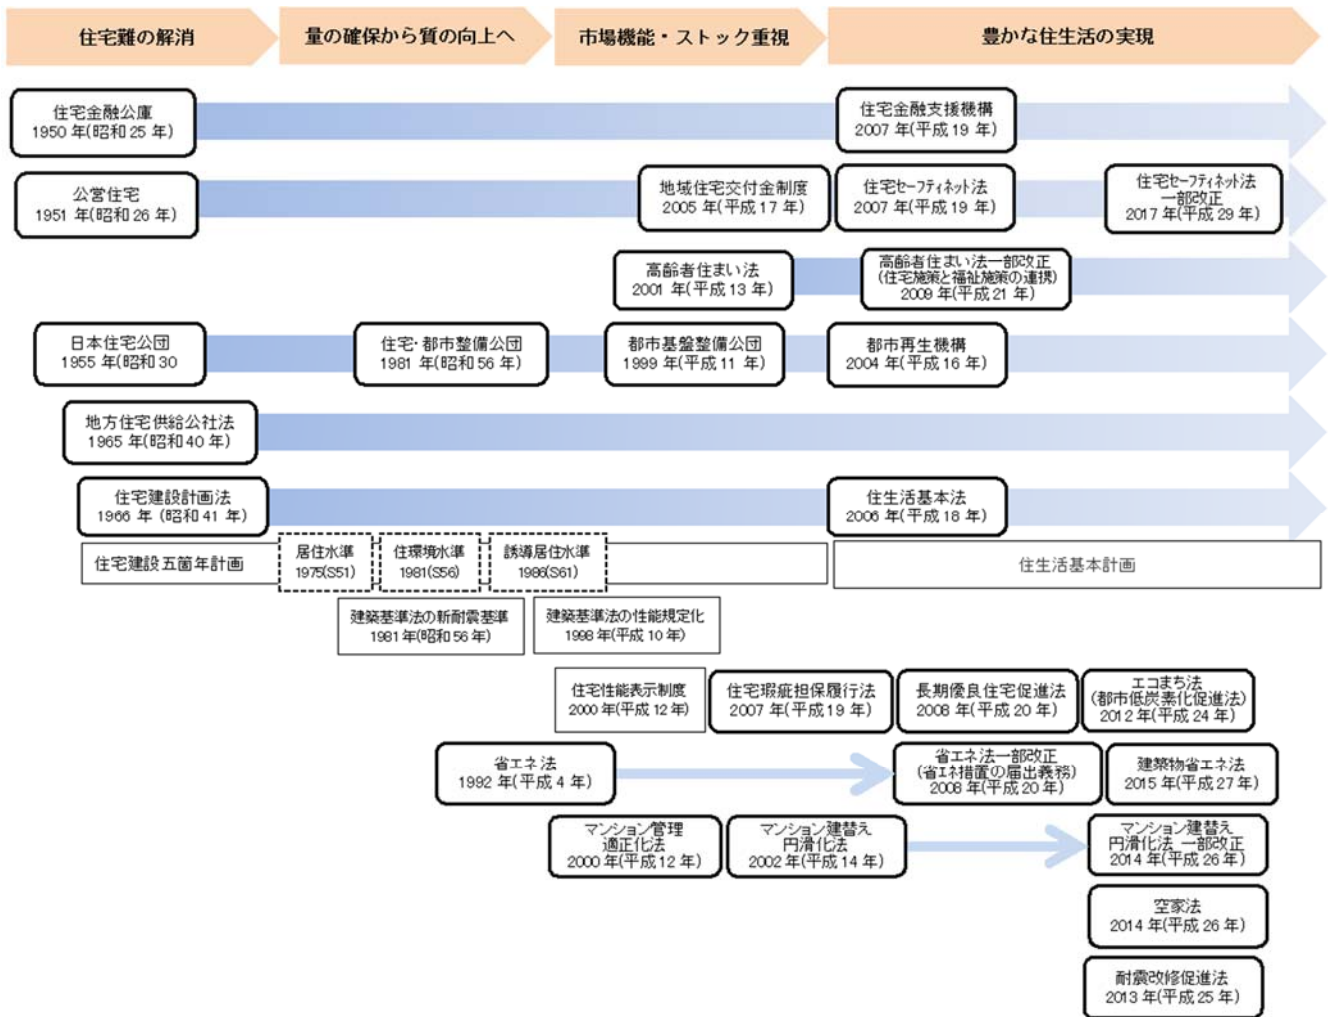 住宅難の解消
量の確保から質の向上へ
市場機能・ストック重視
豊かな住生活の実現
住宅金融公庫
1950 年(昭和 25 年)
住宅金融支援機構
2007 年(平成 19 年)
公営住宅
1951 年(昭和 26 年)
地域住宅交付金制度
2005 年(平成 17 年)
住宅ｾｰﾌﾃｨﾈｯﾄ法
2007 年(平成 19 年)
住宅ｾｰﾌﾃｨﾈｯﾄ法
一部改正
2017 年(平成 29 年)
高齢者住まい法
2001 年(平成 13 年)
高齢者住まい法一部改正
(住宅施策と福祉施策の連携)
2009 年(平成 21 年)
日本住宅公団
1955 年(昭和 30
住宅・都市整備公団
1981 年(昭和 56 年)
都市基盤整備公団
1999 年(平成 11 年)
都市再生機構
2004 年(平成 16 年)
地方住宅供給公社法
1965 年(昭和 40 年)
住宅建設計画法
1966 年 (昭和 41 年)
住生活基本法
2006 年(平成 18 年)
住宅建設五箇年計画
居住水準
1975(S51)
住環境水準
1981(S56)
誘導居住水準
1986(S61)
住生活基本計画
建築基準法の新耐震基準
1981 年(昭和 56 年)
建築基準法の性能規定化
1998 年(平成 10 年)
住宅性能表示制度
2000 年(平成 12 年)
住宅瑕疵担保履行法
2007 年(平成 19 年)
長期優良住宅促進法
2008 年(平成 20 年)
エコまち法
(都市低炭素化促進法)
2012 年(平成 24 年)
省エネ法
1992 年(平成 4 年)
省エネ法一部改正
(省ｴﾈ措置の届出義務)
2008 年(平成 20 年)
建築物省エネ法
2015 年(平成 27 年)
マンション管理
適正化法
2000 年(平成 12 年)
マンション建替え
円滑化法
2002 年(平成 14 年)
マンション建替え
円滑化法 一部改正
2014 年(平成 26 年)
空家法
2014 年(平成 26 年)
耐震改修促進法
2013 年(平成 25 年)